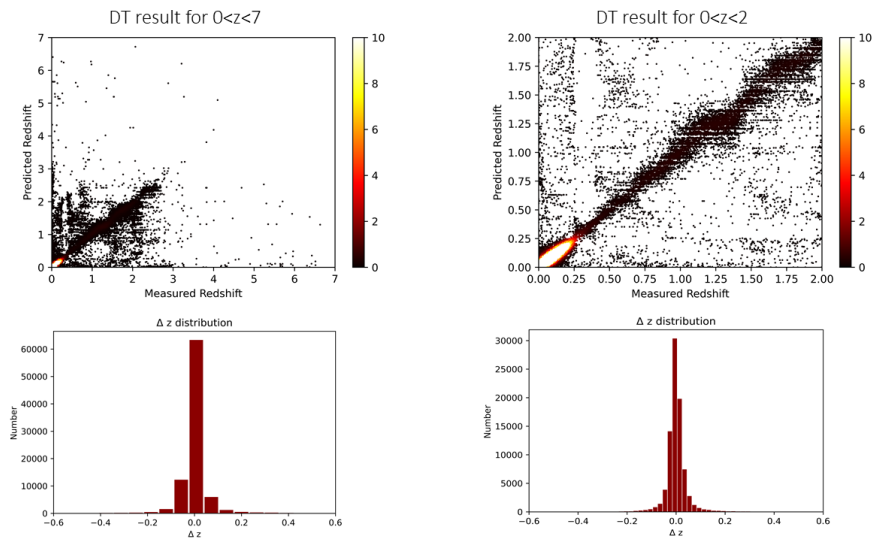 DT result for 0<z<7
DT result for 0<z<2
7
6
5
4
3
2
1
0
Predicted Redshift
0 1 2 3 4 5 6 7
Measured Redshift
10
8
6
4
2
0
2.00
1.75
1.50
1.25
1.00
0.75
0.50
0.25
0.00
Predicted Redshift
0.00 0.25 0.50 0.75 1.00 1.25 1.50 1.75 2.00
Measured Redshift
10
8
6
4
2
0
Δ z distribution
60000
50000
40000
30000
20000
10000
0
Number
−0.6 −0.4 −0.2 0.0 0.2 0.4 0.6
Δ z
Δ z distribution
30000
25000
20000
15000
10000
5000
0
Number
−0.6 −0.4 −0.2 0.0 0.2 0.4 0.6
Δ z